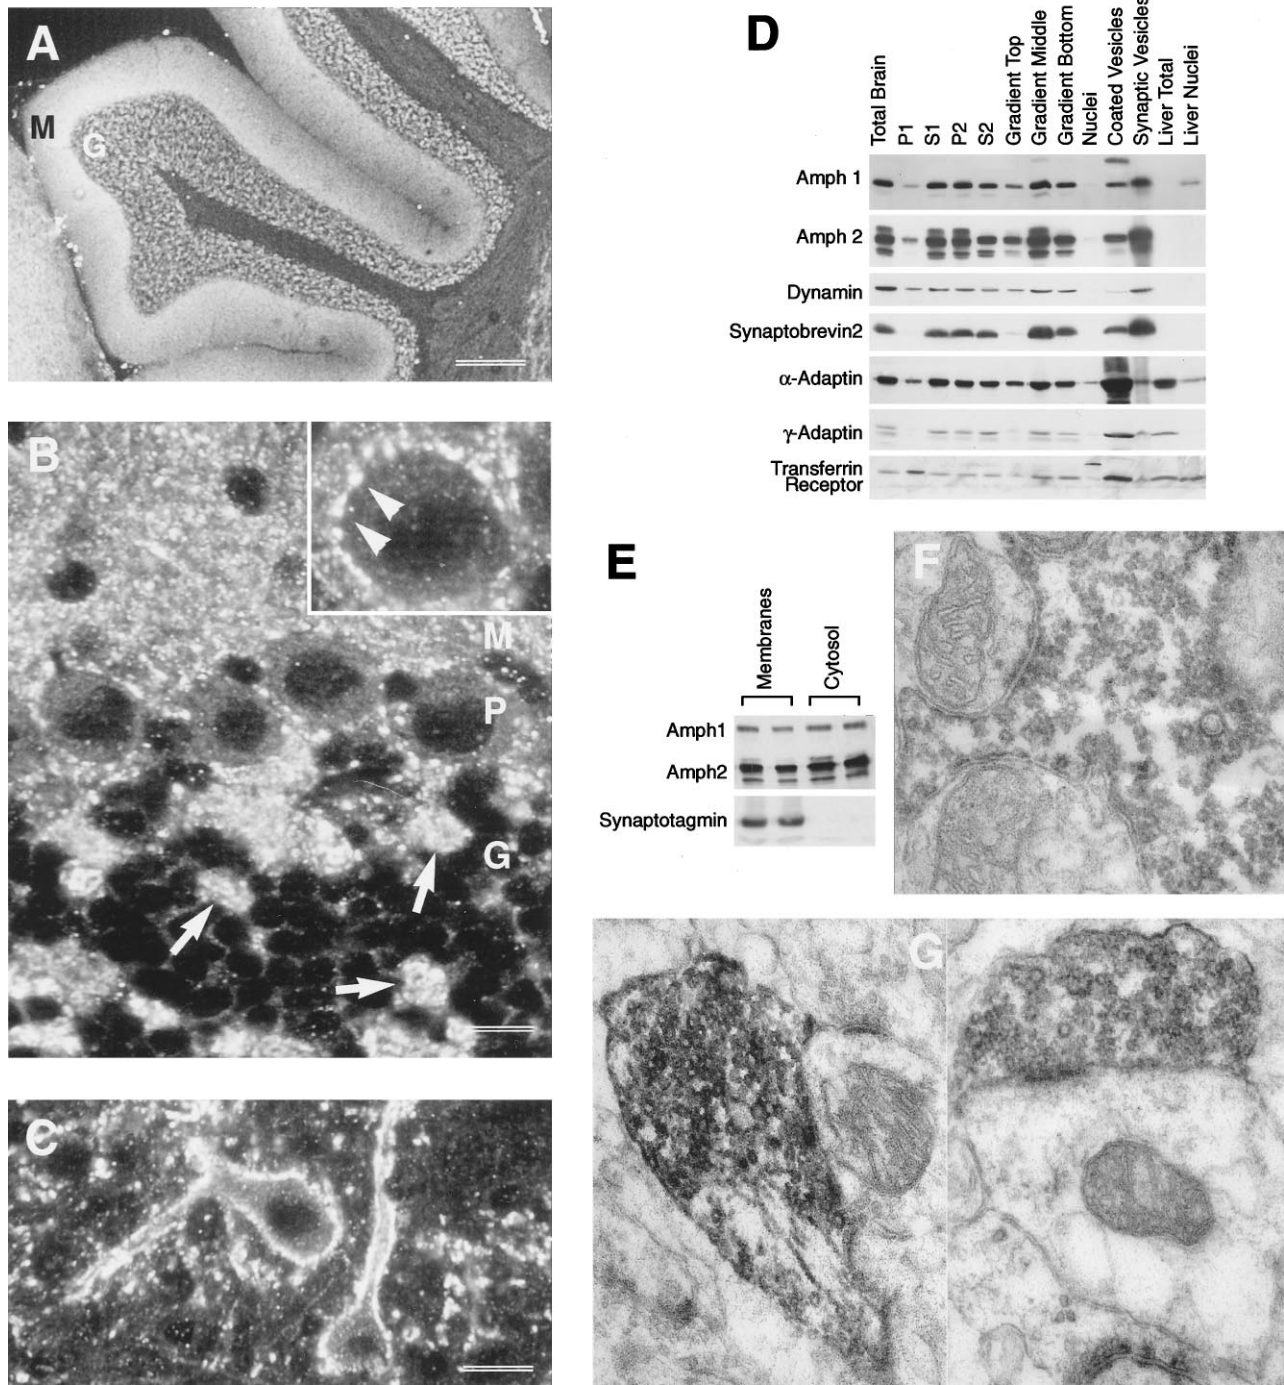 A
M
G
B
M
P
G
C
D
Total Brain
P1
S1
P2
S2
Gradient Top
Gradient Middle
Gradient Bottom
Nuclei
Coated Vesicles
Synaptic Vesicles
Liver Total
Liver Nuclei
Amph 1
Amph 2
Dynamin
Synaptobrevin2
α-Adaptin
γ-Adaptin
Transferrin
Receptor
E
Membranes
Cytosol
Amph1
Amph2
Synaptotagmin
F
G